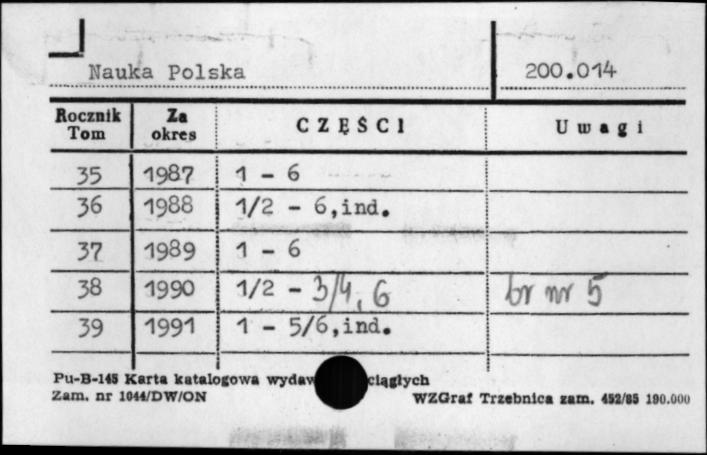 Nauka Polska 200.014
Rocznik Tom Za okres CZĘŚCI Uwagi
35 1987 1 - 6
36 1988 1/2 - 6,ind.
37 1989 1 - 6
38 1990 1/2 - 3/4, 6 br nr 5
39 1991 1 - 5/6,ind.
Pu-B-145 Karta katalogowa ciągłych
Zam. nr 1044/DW/ON WZGraf Trzebnica zam. 452/85 190.000